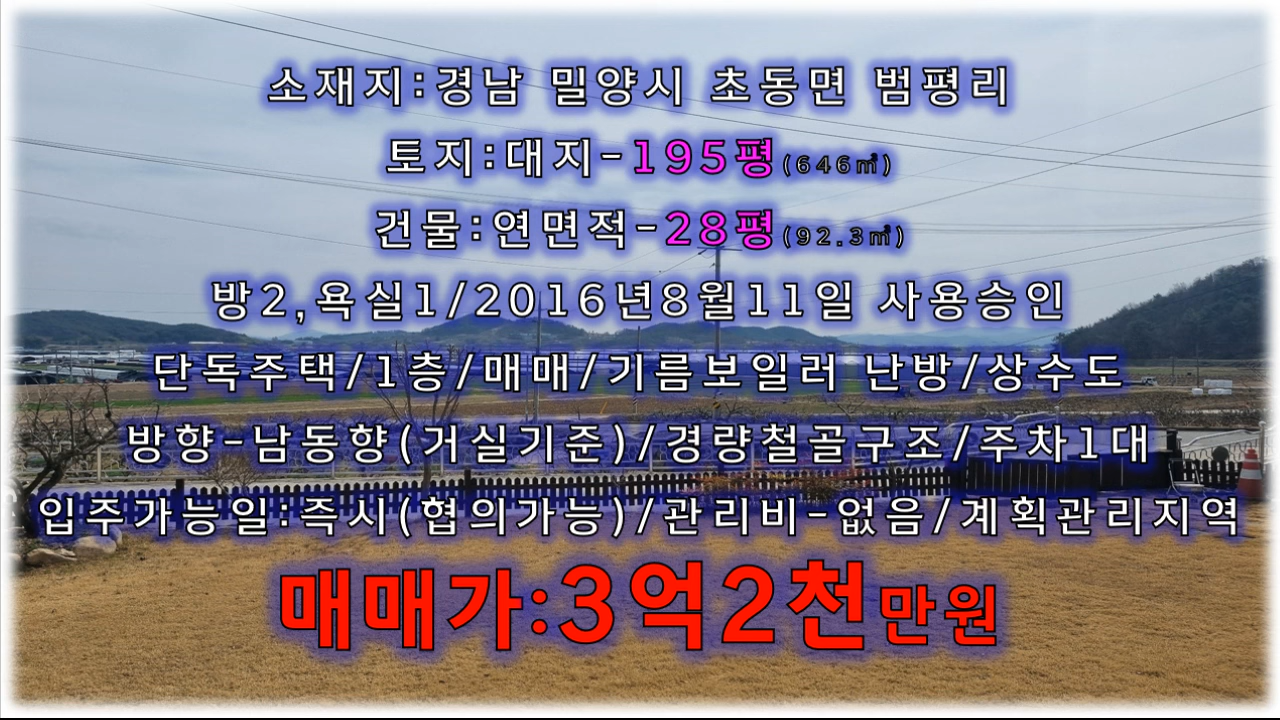 소재지:경남 밀양시 초동면 범평리
토지:대지-195평(646㎡)
건물:연면적-28평(92.3㎡)
방2,욕실1/2016년8월11일 사용승인
단독주택/1층/매매/기름보일러 난방/상수도
방향-남동향(거실기준)/경량철골구조/주차1대
입주가능일:즉시(협의가능)/관리비-없음/계획관리지역
매매가:3억2천만원